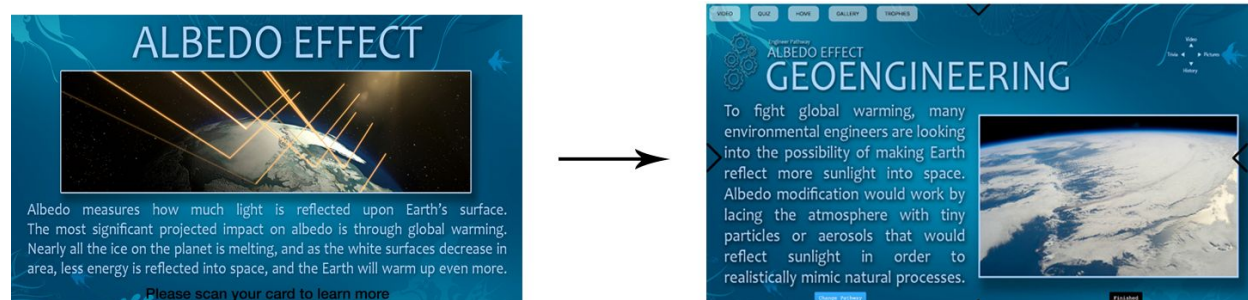 ALBEDO EFFECT
Albedo measures how much light is reflected upon Earth's surface.
The most significant projected impact on albedo is through global warming.
Nearly all the ice on the planet is melting, and as the white surfaces decrease in
area, less energy is reflected into space, and the Earth will warm up even more.
Please scan your card to learn more
VIDEO QUIZ HOVE GALLERY TROPHIES
Engineer Pathway
ALBEDO EFFECT
GEOENGINEERING
Video
Trivia Pictures
History
To fight global warming, many
environmental engineers are looking
into the possibility of making Earth
reflect more sunlight into space.
Albedo modification would work by
lacing the atmosphere with tiny
particles or aerosols that would
reflect sunlight in order to
realistically mimic natural processes.
Change Pathway
Finished